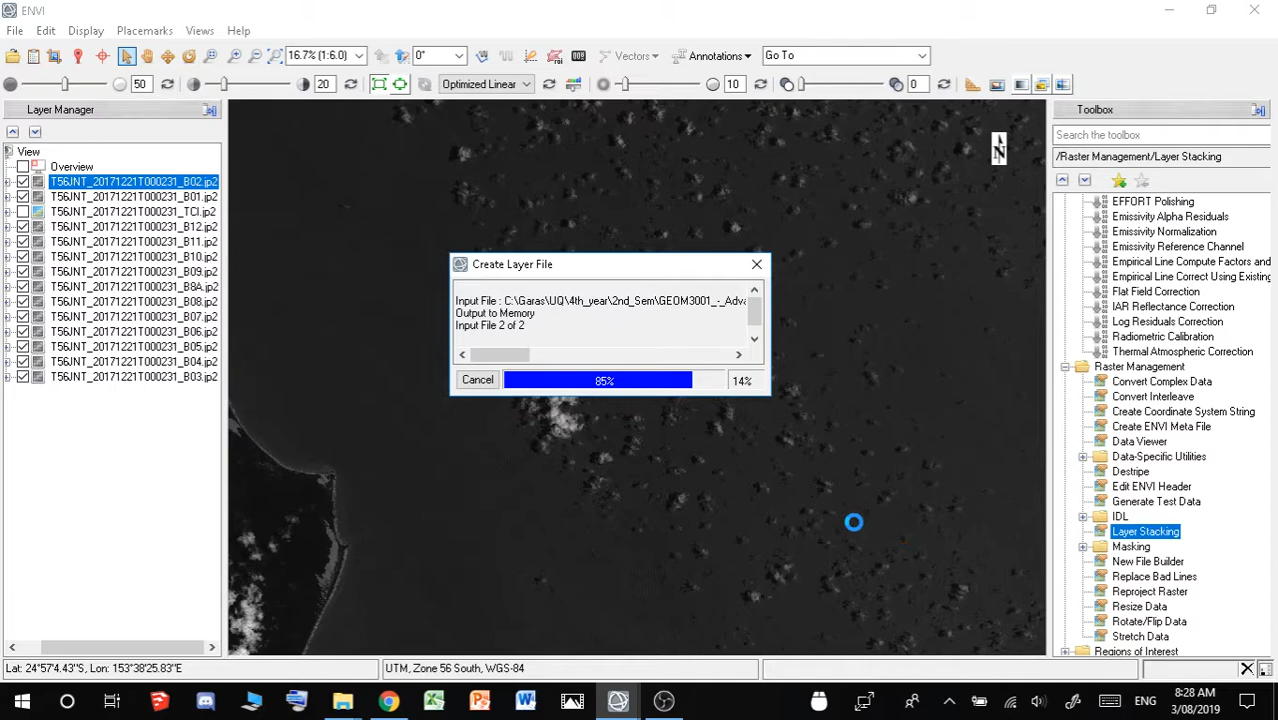 ENVI
File Edit Display Placemarks Views Help
16.7% (1:6.0) 0° Vectors Annotations Go To
50 20 Optimized Linear 10 0
Layer Manager
View
Overview
T56JNT_20171221T000231_B02.jp2
T56JNT_20171221T000231_B01.jp2
T56JNT_20171221T000231_TCI.jp2
T56JNT_20171221T000231_B12.jp2
T56JNT_20171221T000231_B11.jp2
T56JNT_20171221T000231_B10.jp2
T56JNT_20171221T000231_B09.jp2
T56JNT_20171221T000231_B8A.jp2
T56JNT_20171221T000231_B08.jp2
T56JNT_20171221T000231_B07.jp2
T56JNT_20171221T000231_B06.jp2
T56JNT_20171221T000231_B05.jp2
T56JNT_20171221T000231_B04.jp2
T56JNT_20171221T000231_B03.jp2
N
Create Layer File
Input File : C:\Garas\UQ\4th_year\2nd_Sem\GEOM3001_-_Adva
Output to Memory
Input File 2 of 2
Cancel 85% 14%
Toolbox
Search the toolbox
/Raster Management/Layer Stacking
EFFORT Polishing
Emissivity Alpha Residuals
Emissivity Normalization
Emissivity Reference Channel
Empirical Line Compute Factors and
Empirical Line Correct Using Existing
Flat Field Correction
IAR Reflectance Correction
Log Residuals Correction
Radiometric Calibration
Thermal Atmospheric Correction
Raster Management
Convert Complex Data
Convert Interleave
Create Coordinate System String
Create ENVI Meta File
Data Viewer
Data-Specific Utilities
Destripe
Edit ENVI Header
Generate Test Data
IDL
Layer Stacking
Masking
New File Builder
Replace Bad Lines
Reproject Raster
Resize Data
Rotate/Flip Data
Stretch Data
Regions of Interest
Lat: 24°57'4.43"S, Lon: 153°38'25.83"E
UTM, Zone 56 South, WGS-84
ENG
8:28 AM
3/08/2019